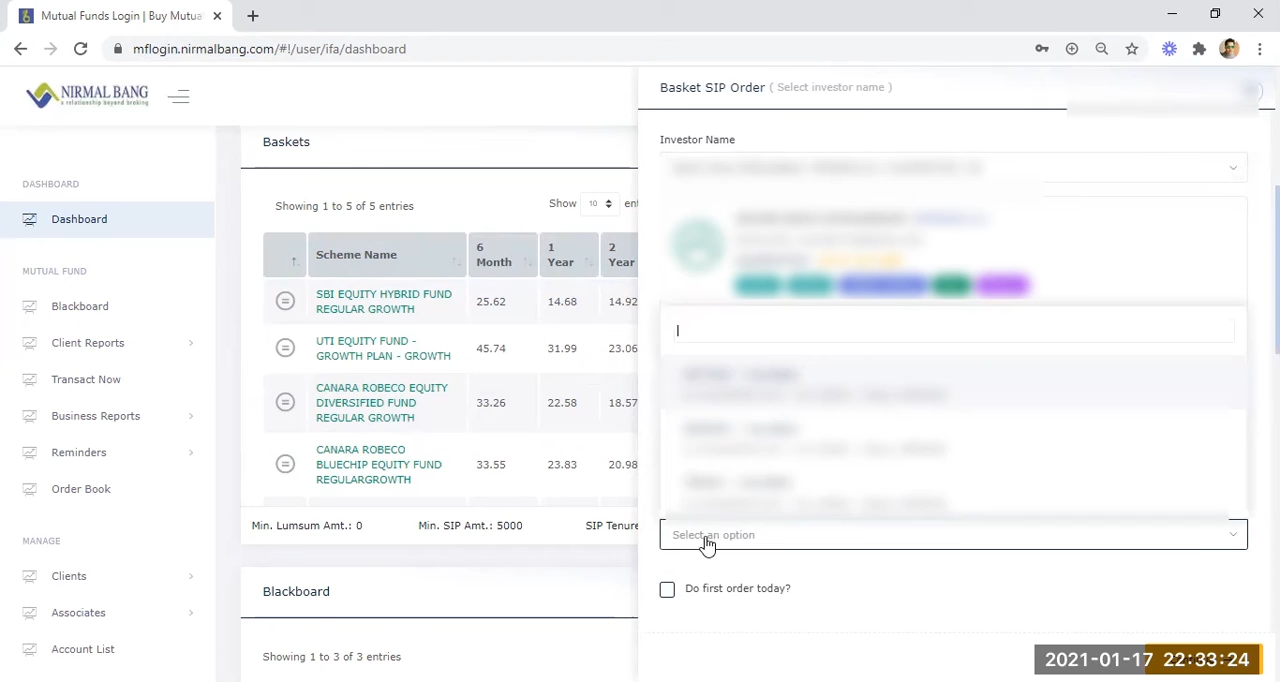 Mutual Funds Login | Buy Mutua
mflogin.nirmalbang.com/#!/user/ifa/dashboard
NIRMAL BANG
a relationship beyond broking
DASHBOARD
Dashboard
MUTUAL FUND
Blackboard
Client Reports
Transact Now
Business Reports
Reminders
Order Book
MANAGE
Clients
Associates
Account List
Baskets
Showing 1 to 5 of 5 entries
Show 10 en
Scheme Name
6 Month
1 Year
2 Year
SBI EQUITY HYBRID FUND
REGULAR GROWTH
25.62 14.68 14.92
UTI EQUITY FUND -
GROWTH PLAN - GROWTH
45.74 31.99 23.06
CANARA ROBECO EQUITY
DIVERSIFIED FUND
REGULAR GROWTH
33.26 22.58 18.57
CANARA ROBECO
BLUECHIP EQUITY FUND
REGULARGROWTH
33.55 23.83 20.98
Min. Lumsum Amt.: 0 Min. SIP Amt.: 5000 SIP Tenure
Blackboard
Showing 1 to 3 of 3 entries
Basket SIP Order ( Select investor name )
Investor Name
Select an option
Do first order today?
2021-01-17 22:33:24